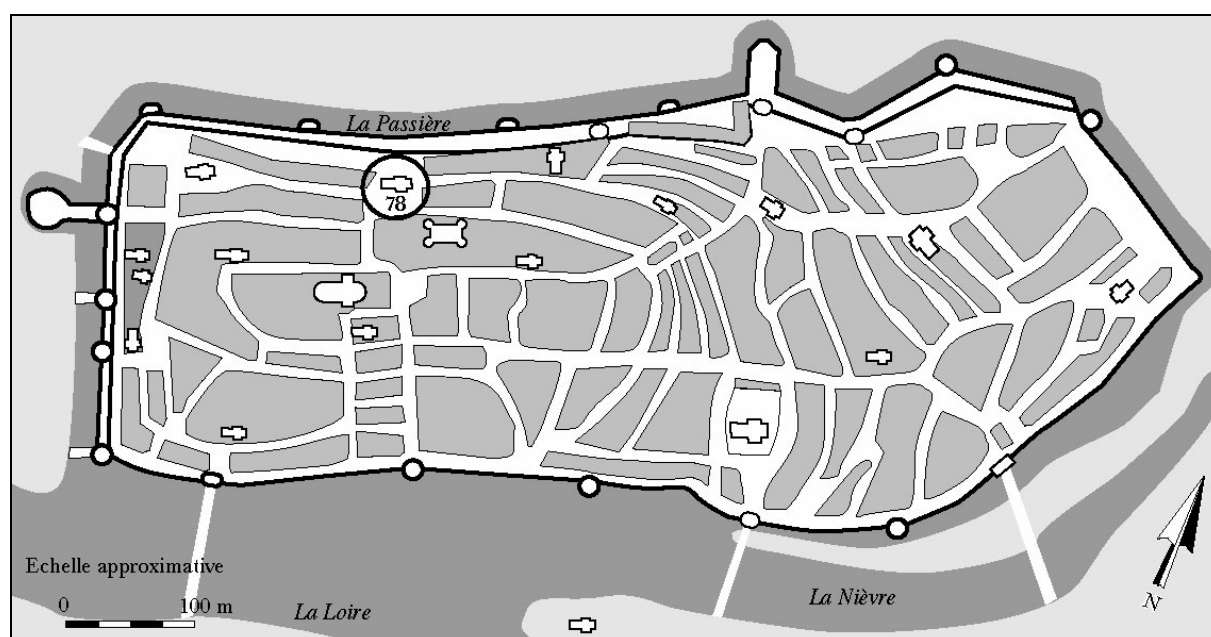 La Passière
78
Echelle approximative
0 100 m
La Loire
La Nièvre
N